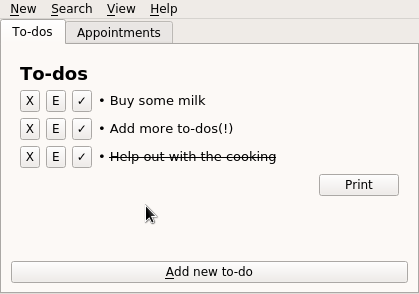 New Search View Help
To-dos Appointments
To-dos
X E ✓ • Buy some milk
X E ✓ • Add more to-dos(!)
X E ✓ • Help out with the cooking
Print
Add new to-do